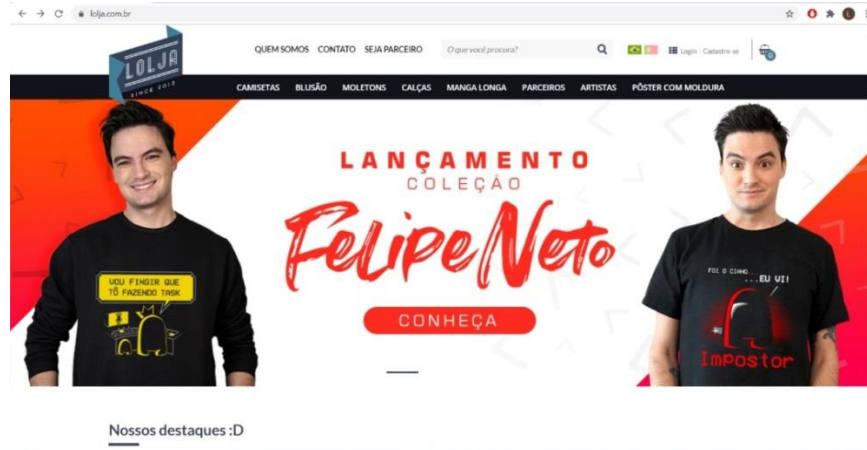 lolja.com.br
LOLJA
SINCE 2012
QUEM SOMOS CONTATO SEJA PARCEIRO
O que você procura?
Login | Cadastre-se
0
CAMISETAS BLUSÃO MOLETONS CALÇAS MANGA LONGA PARCEIROS ARTISTAS PÔSTER COM MOLDURA
LANÇAMENTO
COLEÇÃO
Felipe Neto
CONHEÇA
VOU FINGIR QUE
TÔ FAZENDO TASK
FOI O CIANO...
...EU VI!
Impostor
Nossos destaques :D